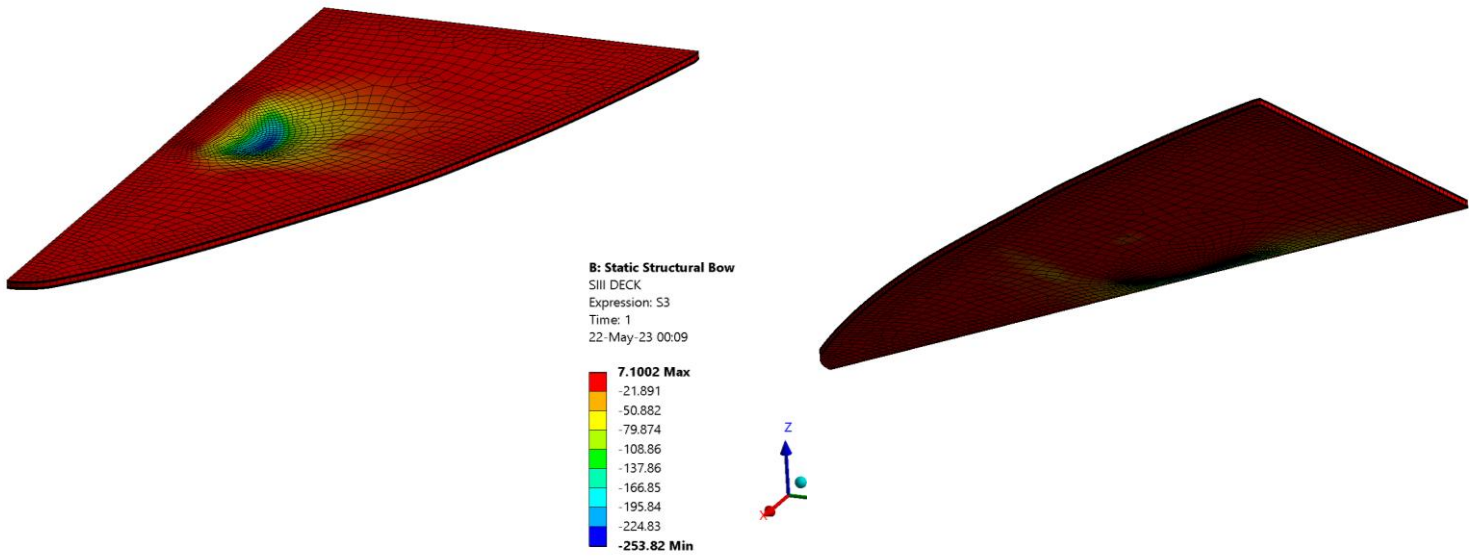 B: Static Structural Bow
SIII DECK
Expression: S3
Time: 1
22-May-23 00:09
7.1002 Max
-21.891
-50.882
-79.874
-108.86
-137.86
-166.85
-195.84
-224.83
-253.82 Min
Z
X